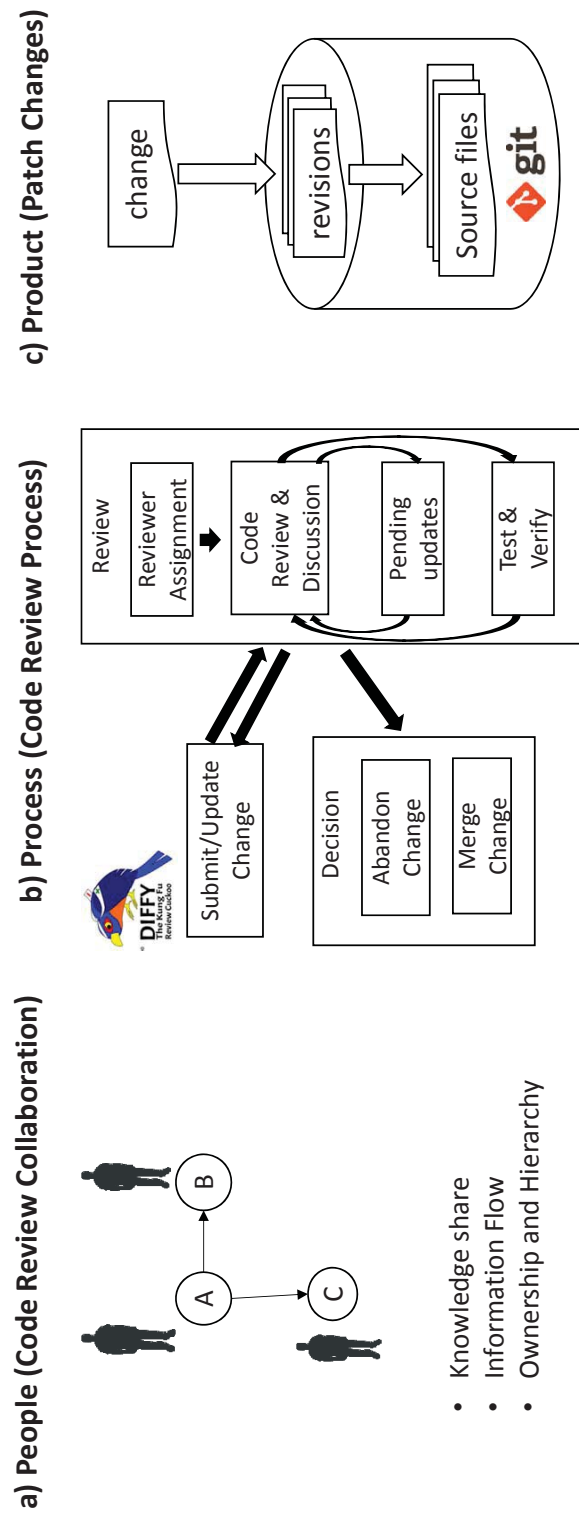 a) People (Code Review Collaboration)
A
B
C
• Knowledge share
• Information Flow
• Ownership and Hierarchy
b) Process (Code Review Process)
DIFFY
The Kung Fu
Review Cuckoo
Submit/Update
Change
Decision
Abandon
Change
Merge
Change
Review
Reviewer
Assignment
Code
Review &
Discussion
Pending
updates
Test &
Verify
c) Product (Patch Changes)
change
revisions
Source files
git